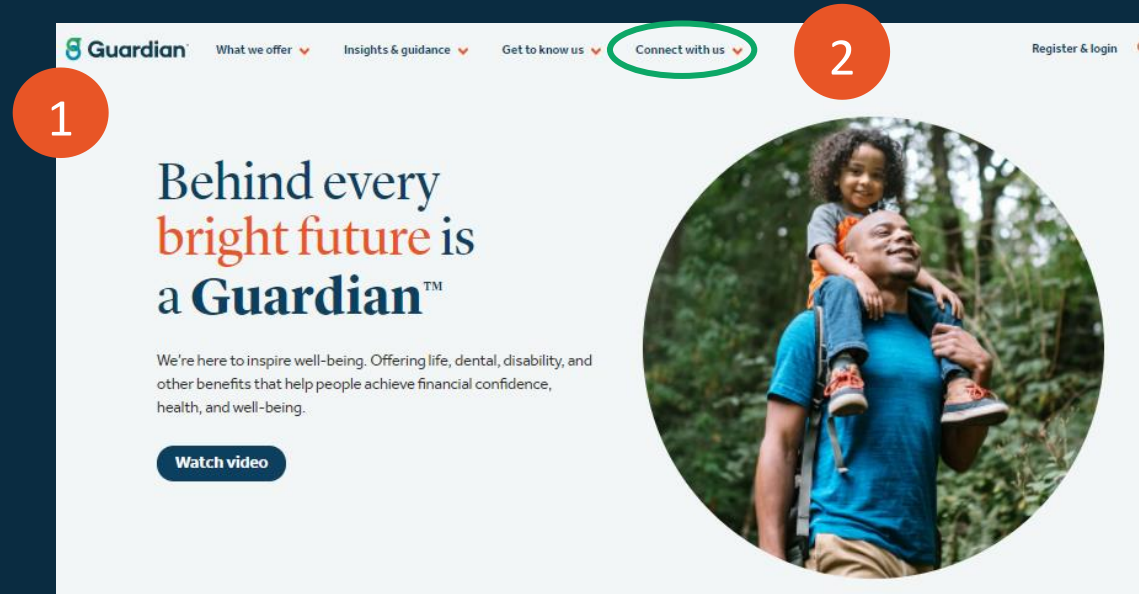 Guardian
What we offer
Insights & guidance
Get to know us
Connect with us
2
Register & login
1
Behind every
bright future is
a Guardian™
We're here to inspire well-being. Offering life, dental, disability, and
other benefits that help people achieve financial confidence,
health, and well-being.
Watch video